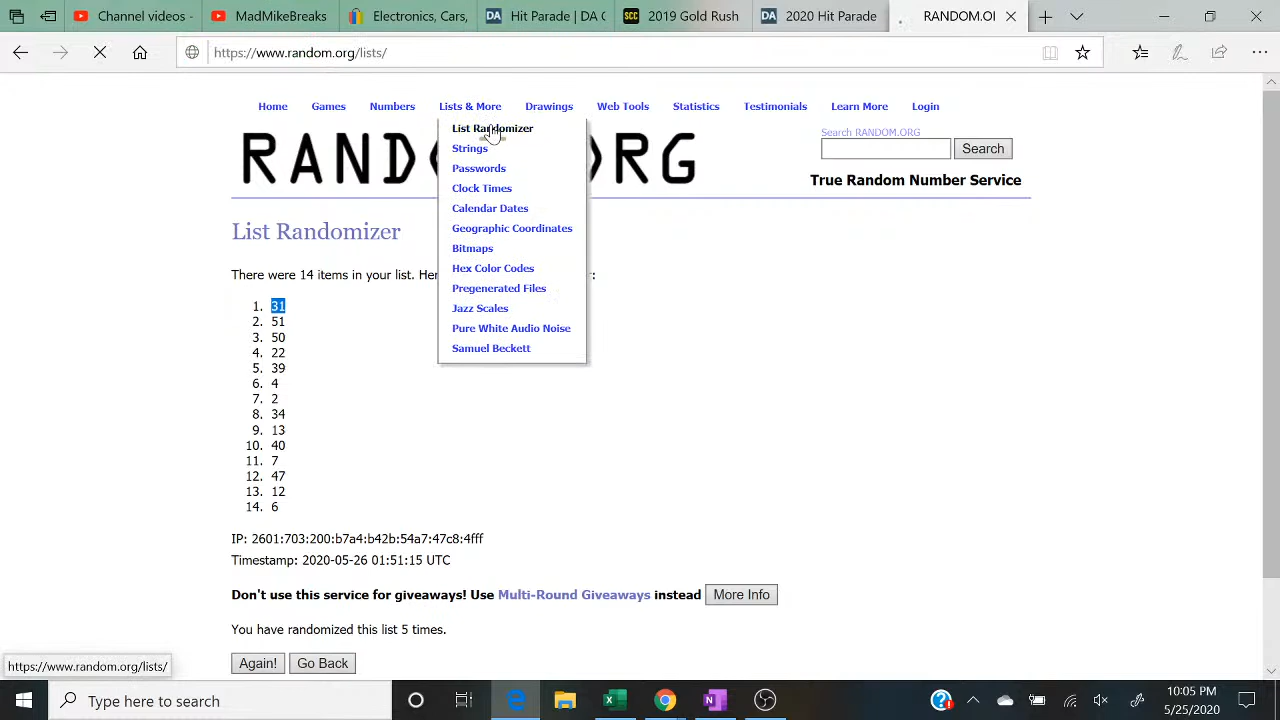 Channel videos -
MadMikeBreaks -
Electronics, Cars
DA Hit Parade | DC
SCC 2019 Gold Rush
DA 2020 Hit Parade
RANDOM.OI
https://www.random.org/lists/
Home Games Numbers Lists & More Drawings Web Tools Statistics Testimonials Learn More Login
List Randomizer
Strings
Passwords
Clock Times
Calendar Dates
Geographic Coordinates
Bitmaps
Hex Color Codes
Pregenerated Files
Jazz Scales
Pure White Audio Noise
Samuel Beckett
RAND RG
Search RANDOM.ORG
Search
True Random Number Service
List Randomizer
There were 14 items in your list. Her r:
1. 31
2. 51
3. 50
4. 22
5. 39
6. 4
7. 2
8. 34
9. 13
10. 40
11. 7
12. 47
13. 12
14. 6
IP: 2601:703:200:b7a4:b42b:54a7:47c8:4fff
Timestamp: 2020-05-26 01:51:15 UTC
Don't use this service for giveaways! Use Multi-Round Giveaways instead More Info
You have randomized this list 5 times.
Again! Go Back
https://www.random.org/lists/
Type here to search
10:05 PM
5/25/2020